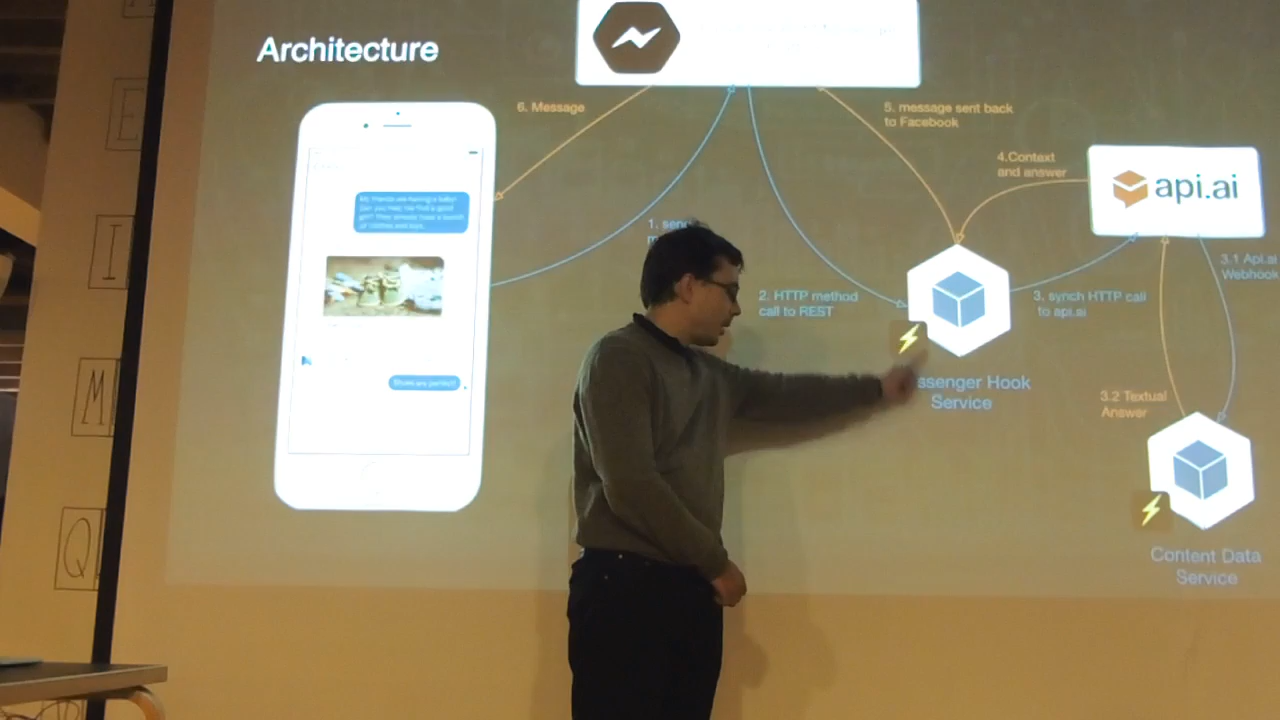 Architecture
6. Message
5. message sent back
to Facebook
4.Context
and answer
api.ai
1.
2. HTTP method
call to REST
3. synch HTTP call
to api.ai
3.1 Api.ai
Webhook
ssenger Hook
Service
3.2 Textual
Answer
Shoes are perfect!
Content Data
Service
E
I
M
Q